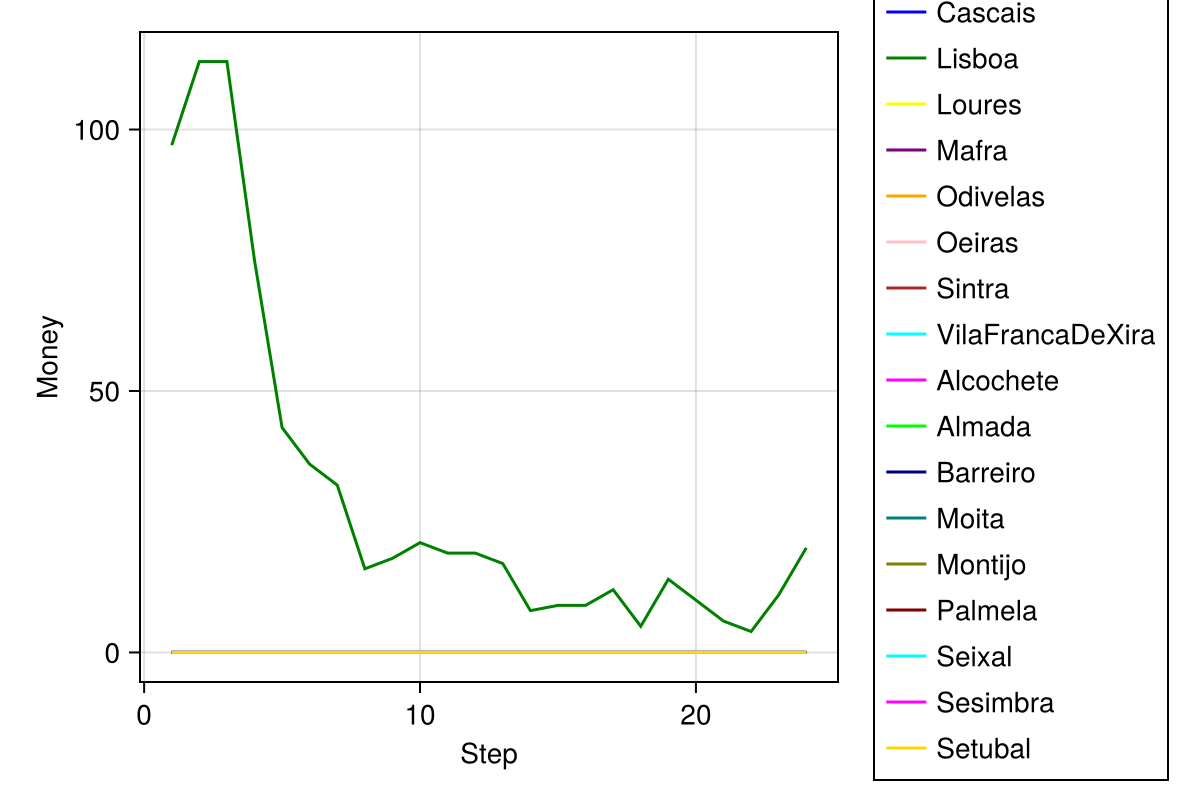 Cascais
Lisboa
Loures
Mafra
Odivelas
Oeiras
Sintra
VilaFrancaDeXira
Alcochete
Almada
Barreiro
Moita
Montijo
Palmela
Seixal
Sesimbra
Setubal
Money
100
50
0
0 10 20
Step